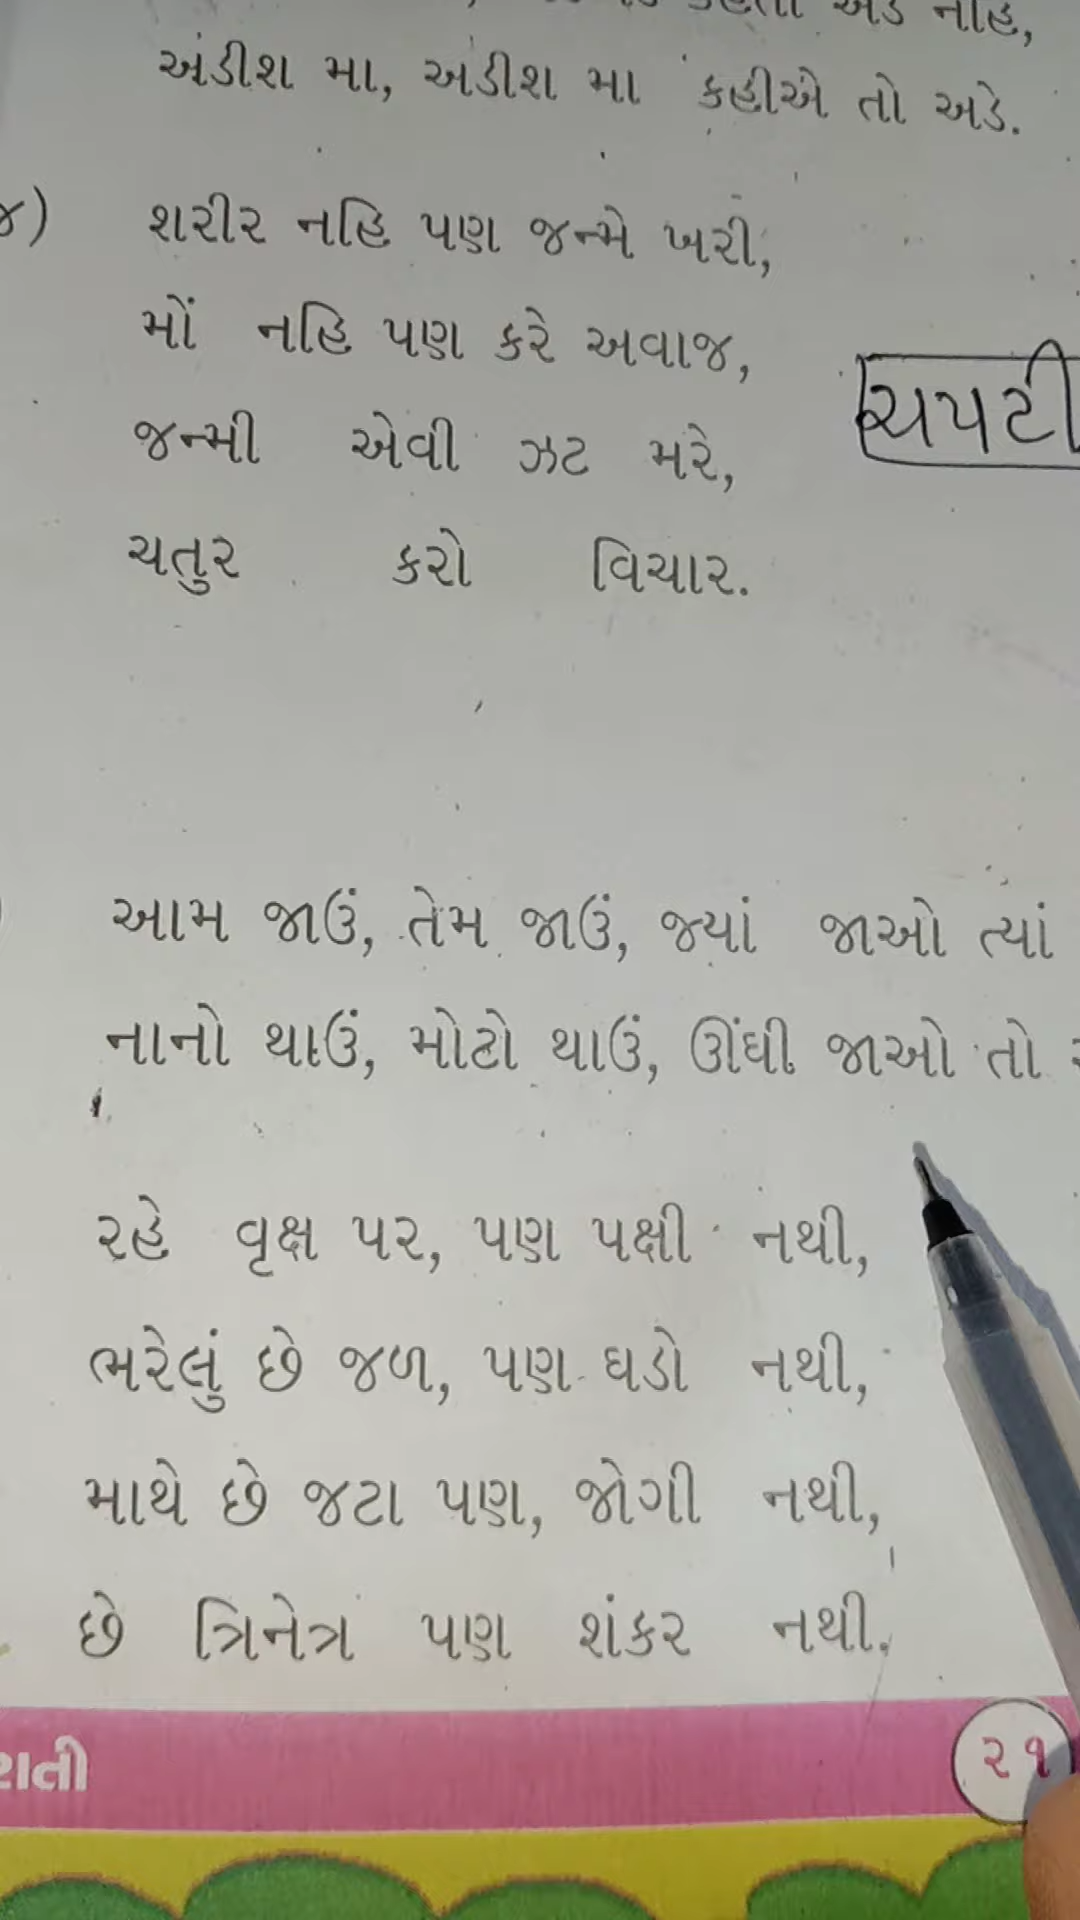 નહિ,
અંડીશ મા, અડીશ મા કહીએ તો અડે.
૪) શરીર નહિ પણ જન્મે ખરી,
મોં નહિ પણ કરે અવાજ,
ચપટી
જન્મી એવી ઝટ મરે,
ચતુર કરો વિચાર.
આમ જાઉં, તેમ જાઉં, જ્યાં જાઓ ત્યાં
નાનો થાઉં, મોટો થાઉં, ઊંઘી જાઓ તો
રહે વૃક્ષ પર, પણ પક્ષી નથી,
ભરેલું છે જળ, પણ ઘડો નથી,
માથે છે જટા પણ, જોગી નથી,
છે ત્રિનેત્ર પણ શંકર નથી.
૨૧